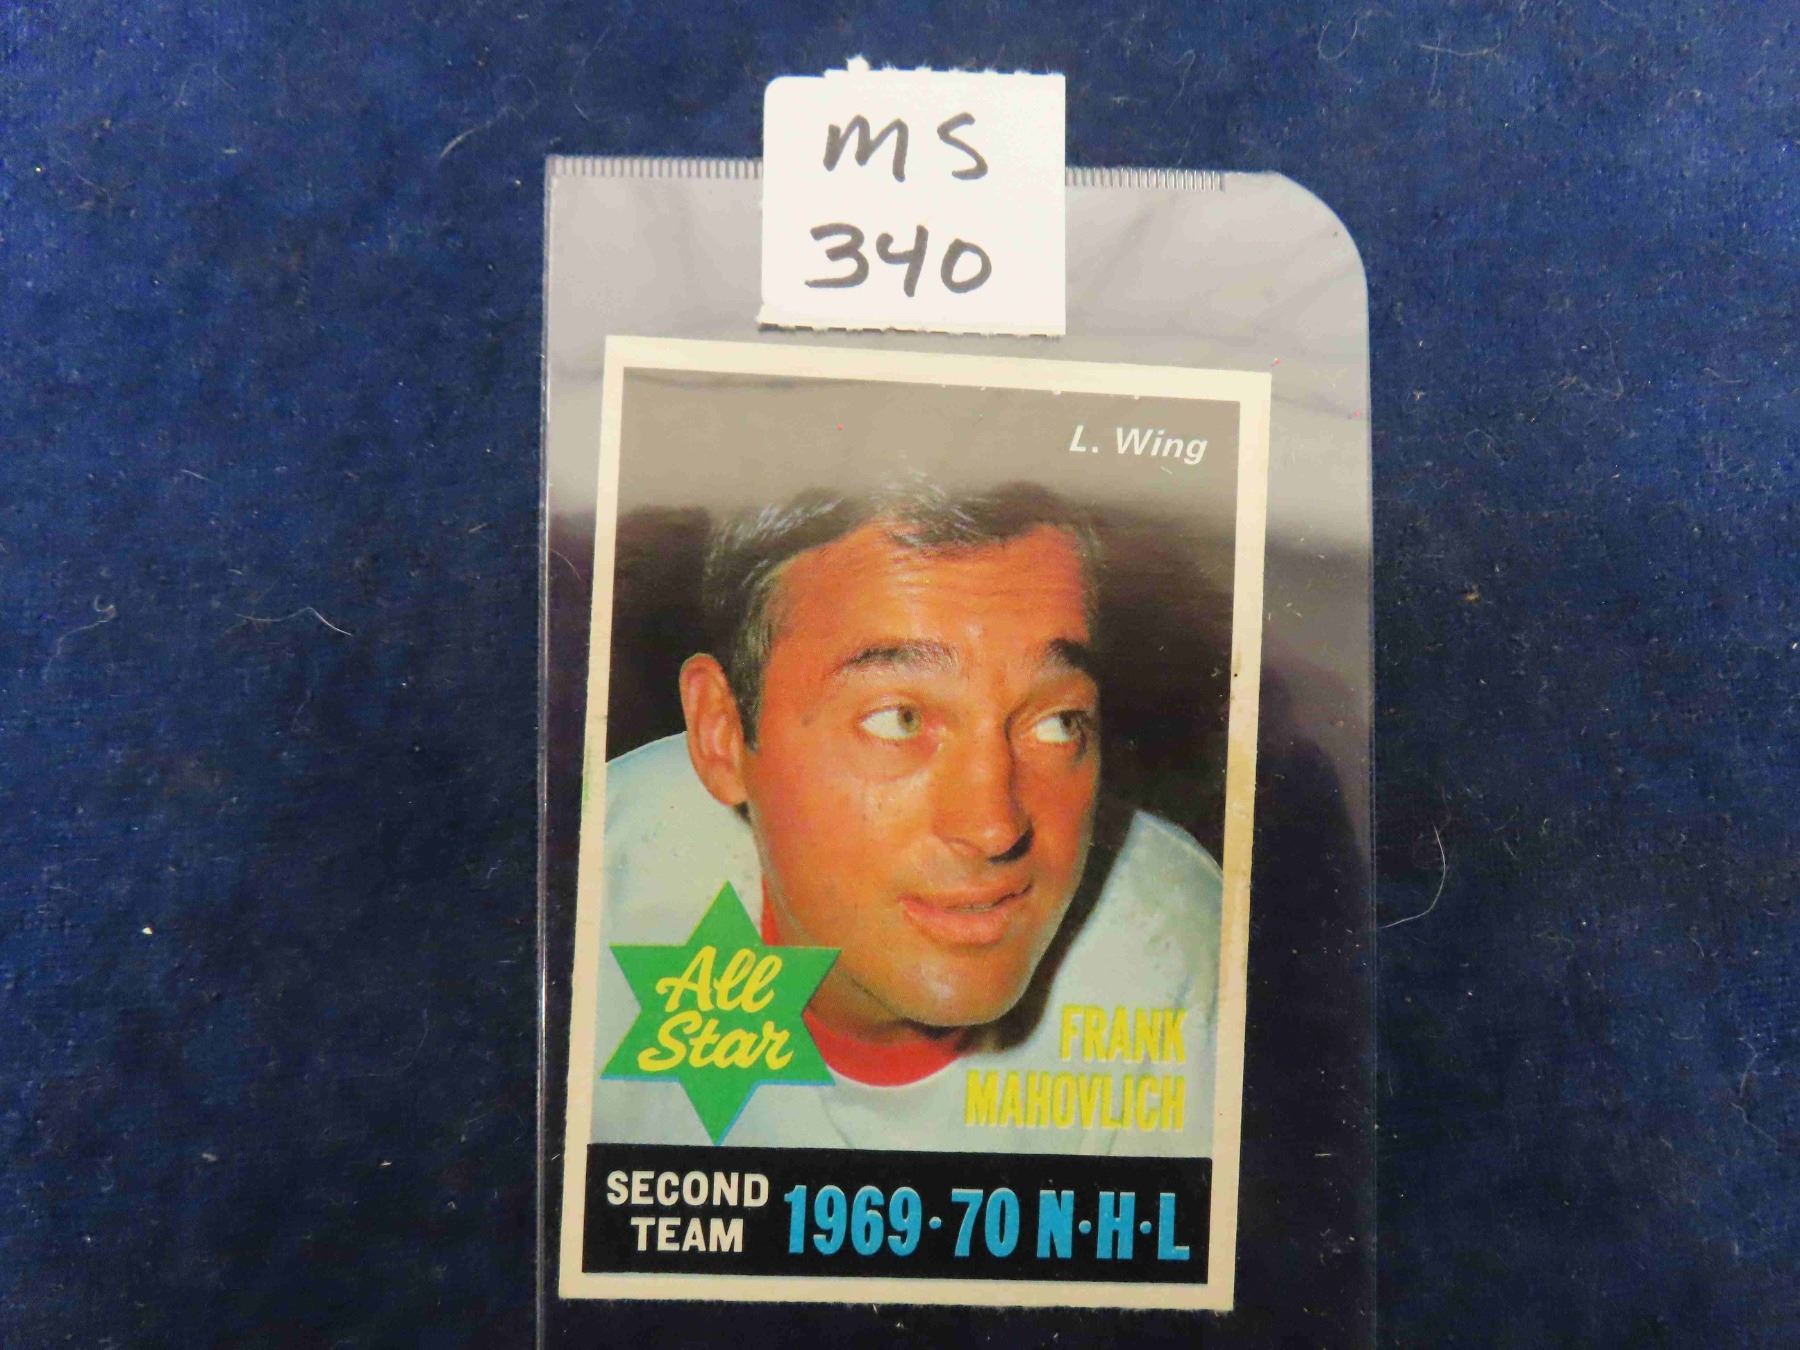 MS
340
L. Wing
All
Star
FRANK
MAHOVLICH
SECOND
TEAM
1969·70 N·H·L